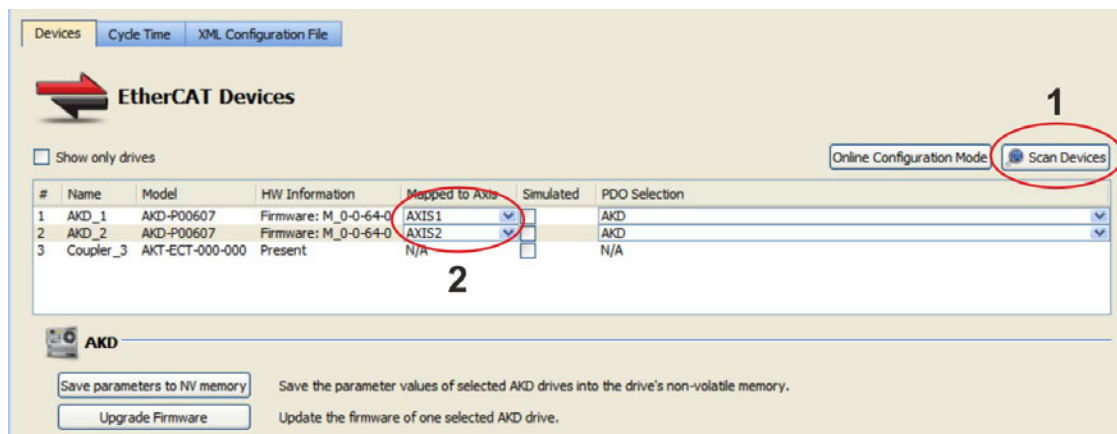 Devices Cycle Time XML Configuration File
EtherCAT Devices
1
Show only drives Online Configuration Mode Scan Devices
# Name Model HW Information Mapped to Axis Simulated PDO Selection
1 AKD_1 AKD-P00607 Firmware: M_0-0-64-0 AXIS1 AKD
2 AKD_2 AKD-P00607 Firmware: M_0-0-64-0 AXIS2 AKD
3 Coupler_3 AKT-ECT-000-000 Present N/A N/A
2
AKD
Save parameters to NV memory Save the parameter values of selected AKD drives into the drive's non-volatile memory.
Upgrade Firmware Update the firmware of one selected AKD drive.